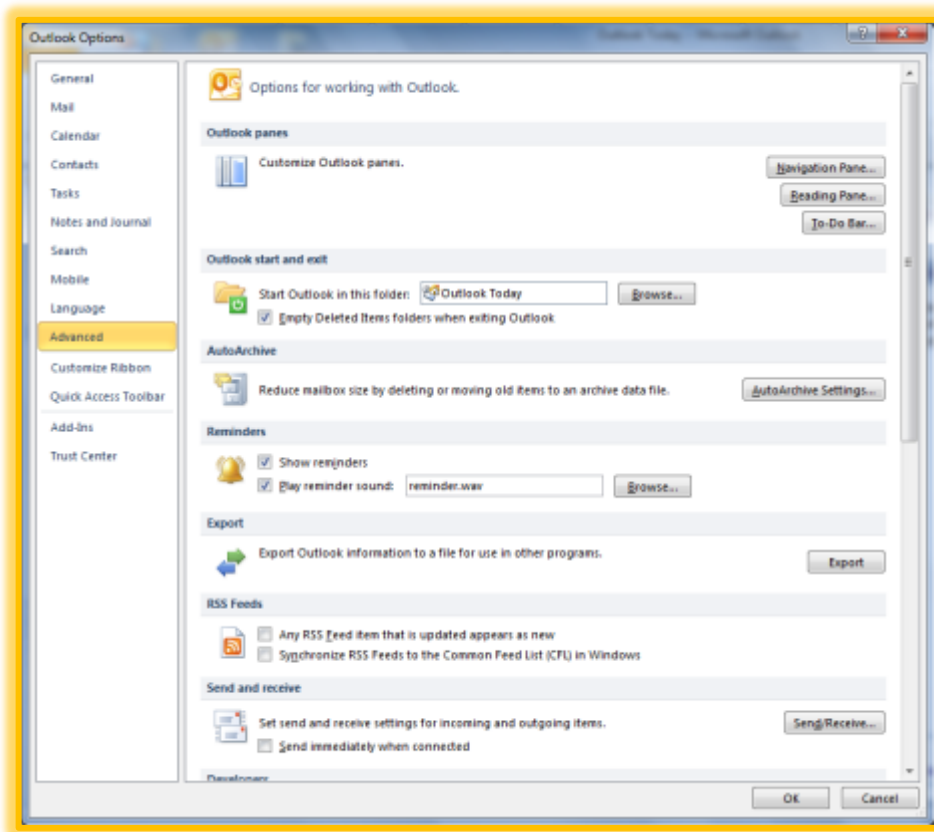 Outlook Options
General
Mail
Calendar
Contacts
Tasks
Notes and Journal
Search
Mobile
Language
Advanced
Customize Ribbon
Quick Access Toolbar
Add-Ins
Trust Center
Options for working with Outlook.
Outlook panes
Customize Outlook panes.
Navigation Pane...
Reading Pane...
To-Do Bar...
Outlook start and exit
Start Outlook in this folder: Outlook Today Browse...
Empty Deleted Items folders when exiting Outlook
AutoArchive
Reduce mailbox size by deleting or moving old items to an archive data file. AutoArchive Settings...
Reminders
Show reminders
Play reminder sound: reminder.wav Browse...
Export
Export Outlook information to a file for use in other programs. Export
RSS Feeds
Any RSS Feed item that is updated appears as new
Synchronize RSS Feeds to the Common Feed List (CFL) in Windows
Send and receive
Set send and receive settings for incoming and outgoing items. Send/Receive...
Send immediately when connected
Developers
OK Cancel